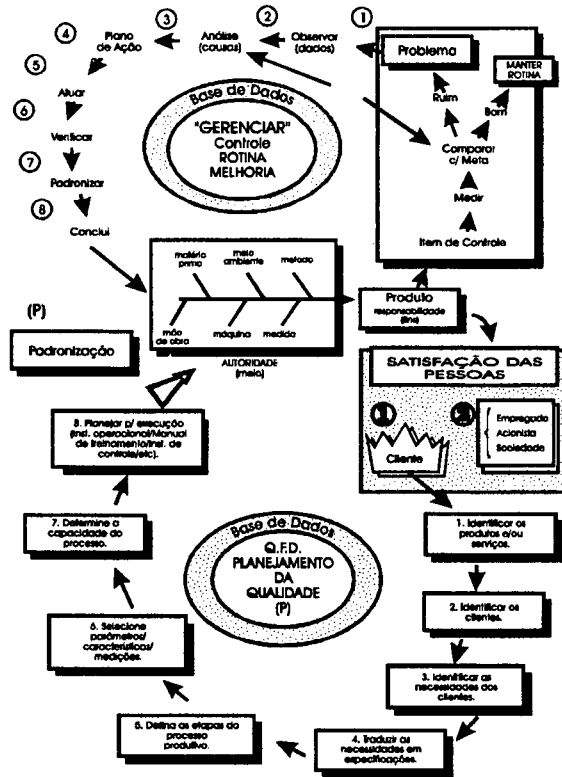 4
3
2
1
Plano
de Ação
Análise
(causas)
Observar
(dados)
Problema
MANTER
ROTINA
5
Atuar
Ruim
Bom
6
Verificar
Comparar
c/ Meta
7
Padronizar
Medir
8
Conclui
Item de Controle
Base de Dados
"GERENCIAR"
Controle
ROTINA
MELHORIA
matéria
prima
meio
ambiente
metodo
mão
de obra
máquina
medida
AUTORIDADE
(meio)
Produto
responsabilidade
(fins)
(P)
Padronização
SATISFAÇÃO DAS
PESSOAS
1
Cliente
2
Empregado
Acionista
Sociedade
8. Planejar p/ execução
(Inst. operacional/Manual
de treinamento/Inst. de
controle/etc).
7. Determine a
capacidade do
processo.
6. Selecione
parâmetros/
características/
medições.
5. Defina as etapas do
processo
produtivo.
4. Traduzir as
necessidades em
especificações.
3. Identificar as
necessidades dos
clientes.
2. Identificar os
clientes.
1. Identificar os
produtos e/ou
serviços.
Base de Dados
Q.F.D.
PLANEJAMENTO
DA
QUALIDADE
(P)